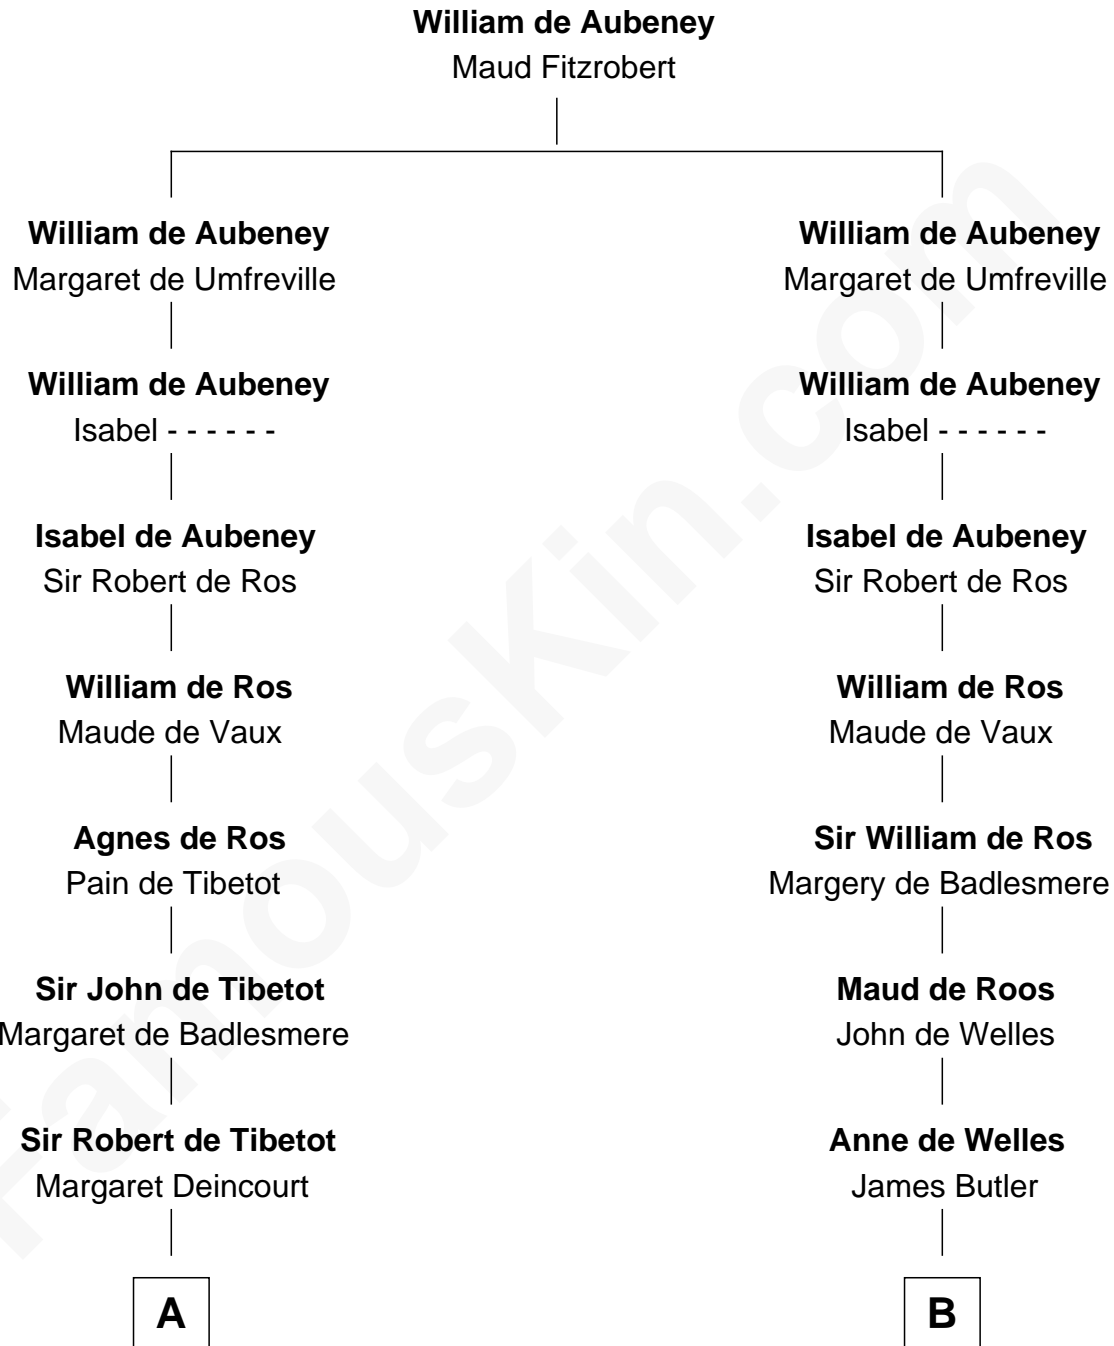 William de Aubeney
Maud Fitzrobert
William de Aubeney
Margaret de Umfreville
William de Aubeney
Isabel - - - - - -
Isabel de Aubeney
Sir Robert de Ros
William de Ros
Maude de Vaux
Agnes de Ros
Pain de Tibetot
Sir John de Tibetot
Margaret de Badlesmere
Sir Robert de Tibetot
Margaret Deincourt
A
William de Aubeney
Margaret de Umfreville
William de Aubeney
Isabel - - - - - -
Isabel de Aubeney
Sir Robert de Ros
William de Ros
Maude de Vaux
Sir William de Ros
Margery de Badlesmere
Maud de Roos
John de Welles
Anne de Welles
James Butler
B
FamousKin.com